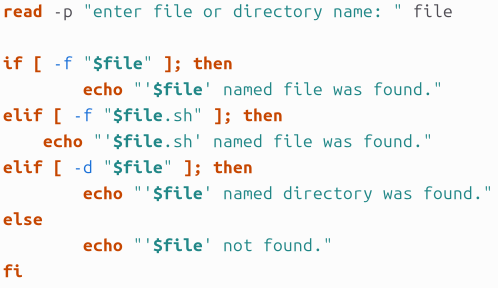 read -p "enter file or directory name: " file
if [ -f "$file" ]; then
echo "'$file' named file was found."
elif [ -f "$file.sh" ]; then
echo "'$file.sh' named file was found."
elif [ -d "$file" ]; then
echo "'$file' named directory was found."
else
echo "'$file' not found."
fi